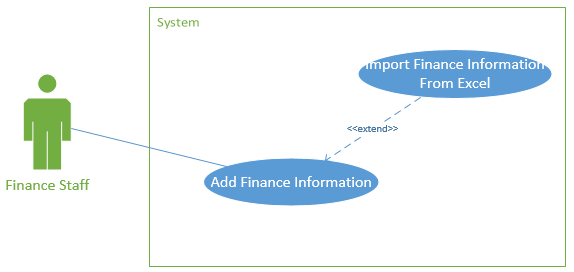 System
Import Finance Information
From Excel
<<extend>>
Add Finance Information
Finance Staff